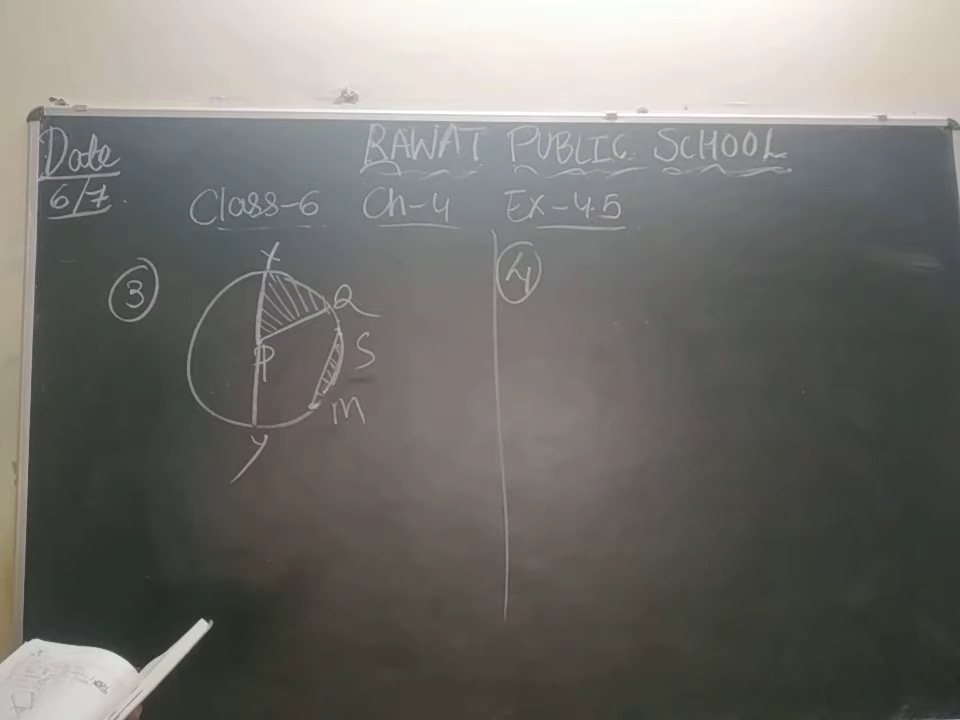 Date
6/7.
RAWAT PUBLIC SCHOOL
Class-6 Ch-4 Ex-4.5
3
X
Q
P
S
M
Y
4